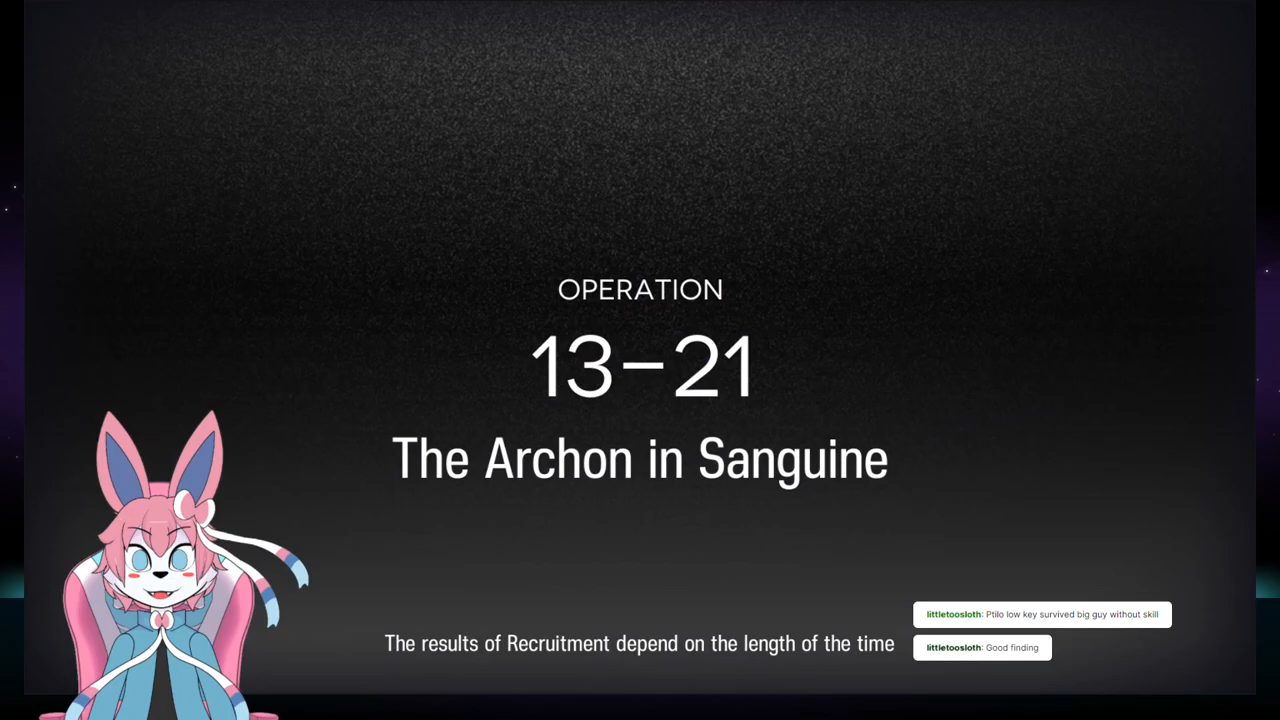 OPERATION
13-21
The Archon in Sanguine
littletoosloth: Ptilo low key survived big guy without skill
The results of Recruitment depend on the length of the time
littletoosloth: Good finding